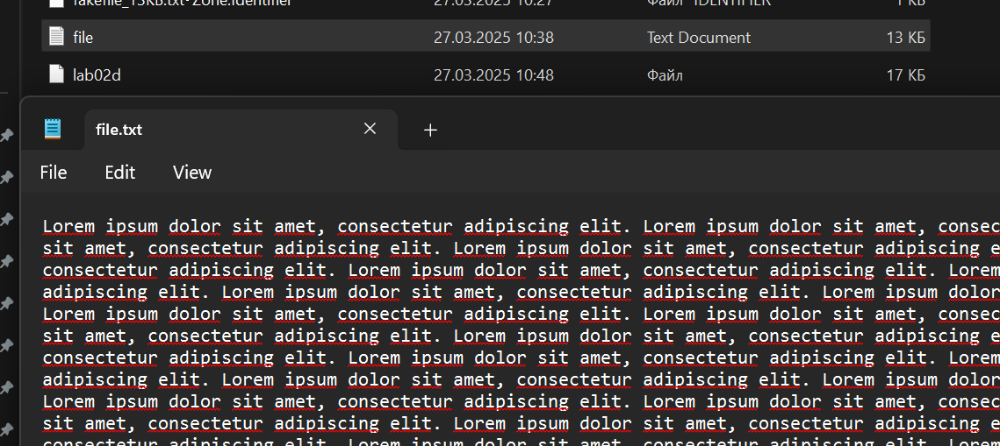 fakefile_13KB.txt-Zone.Identifier 27.03.2025 10:27 Файл "IDENTIFIER" 1 КБ
file 27.03.2025 10:38 Text Document 13 КБ
lab02d 27.03.2025 10:48 Файл 17 КБ
file.txt
File Edit View
Lorem ipsum dolor sit amet, consectetur adipiscing elit. Lorem ipsum dolor sit amet, consec
sit amet, consectetur adipiscing elit. Lorem ipsum dolor sit amet, consectetur adipiscing e
consectetur adipiscing elit. Lorem ipsum dolor sit amet, consectetur adipiscing elit. Lorem
adipiscing elit. Lorem ipsum dolor sit amet, consectetur adipiscing elit. Lorem ipsum dolor
Lorem ipsum dolor sit amet, consectetur adipiscing elit. Lorem ipsum dolor sit amet, consec
sit amet, consectetur adipiscing elit. Lorem ipsum dolor sit amet, consectetur adipiscing e
consectetur adipiscing elit. Lorem ipsum dolor sit amet, consectetur adipiscing elit. Lorem
adipiscing elit. Lorem ipsum dolor sit amet, consectetur adipiscing elit. Lorem ipsum dolor
Lorem ipsum dolor sit amet, consectetur adipiscing elit. Lorem ipsum dolor sit amet, consec
sit amet, consectetur adipiscing elit. Lorem ipsum dolor sit amet, consectetur adipiscing e
consectetur adipiscing elit. Lorem ipsum dolor sit amet, consectetur adipiscing elit. Lorem